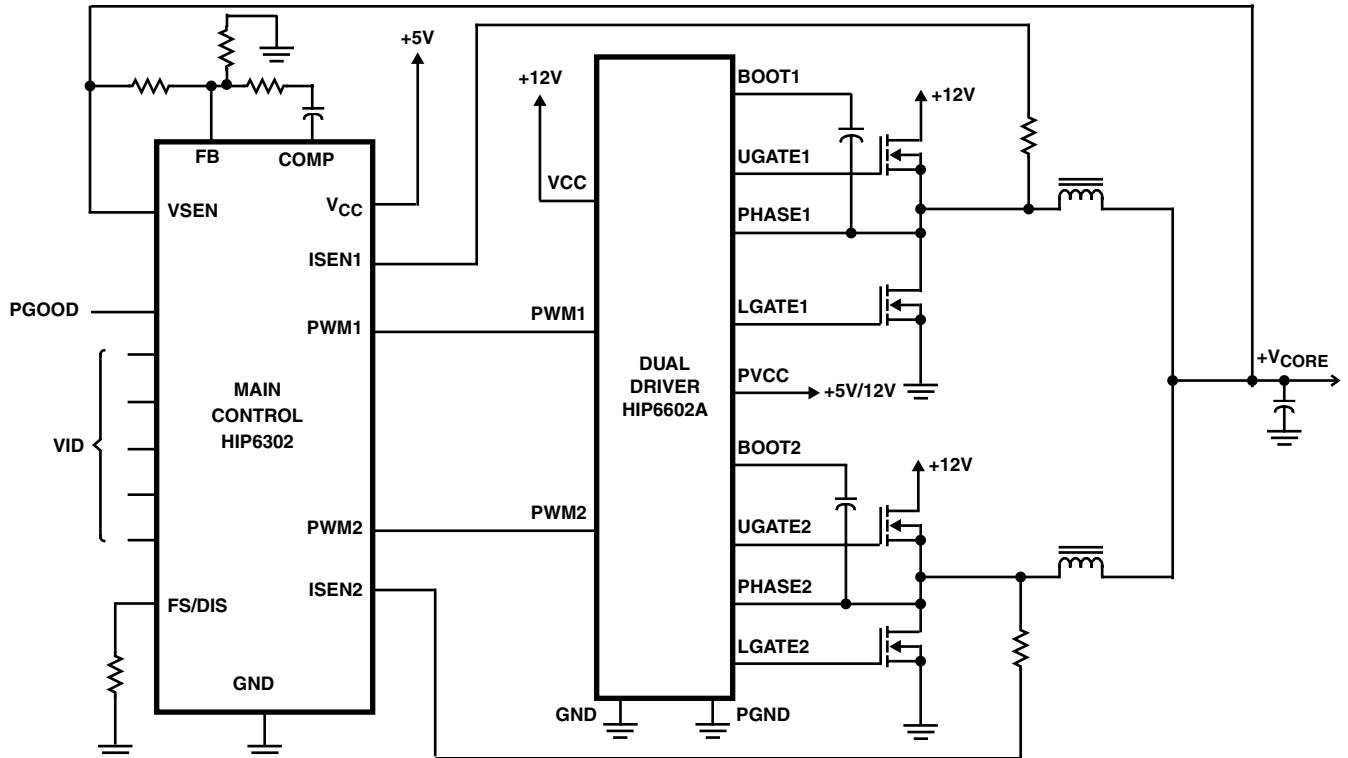 +5V
+12V
BOOT1
+12V
FB
COMP
UGATE1
VCC
VSEN
VCC
PHASE1
ISEN1
PGOOD
PWM1
PWM1
LGATE1
MAIN
CONTROL
HIP6302
DUAL
DRIVER
HIP6602A
PVCC
+5V/12V
+VCORE
VID
BOOT2
+12V
PWM2
PWM2
UGATE2
ISEN2
PHASE2
FS/DIS
LGATE2
GND
GND
PGND